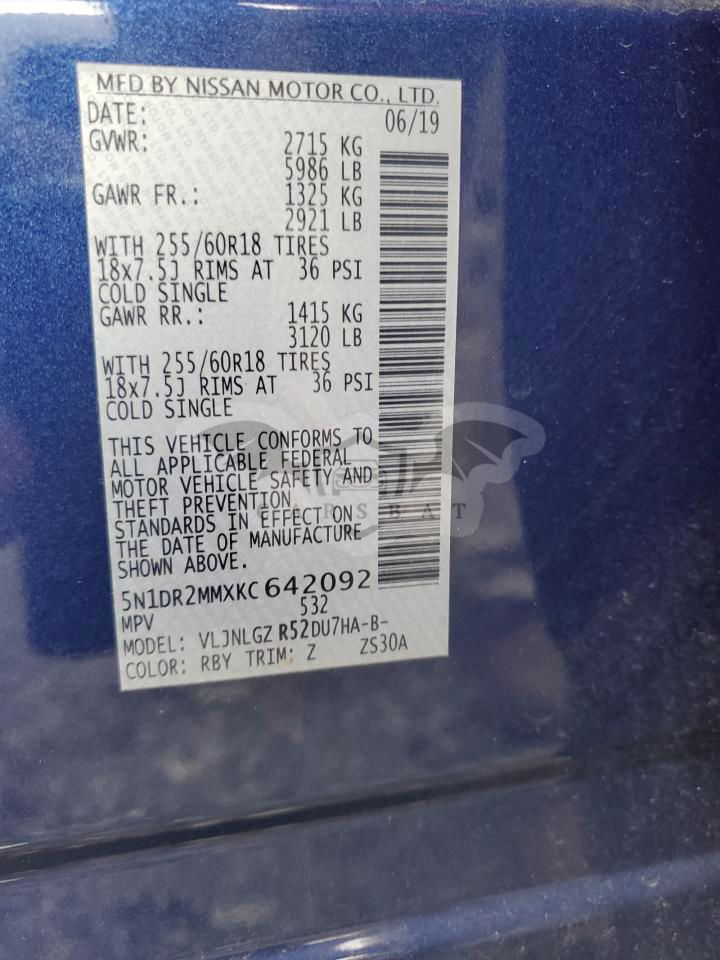 MFD BY NISSAN MOTOR CO., LTD.
DATE: 06/19
GVWR: 2715 KG
5986 LB
GAWR FR.: 1325 KG
2921 LB
WITH 255/60R18 TIRES
18x7.5J RIMS AT 36 PSI
COLD SINGLE
GAWR RR.: 1415 KG
3120 LB
WITH 255/60R18 TIRES
18x7.5J RIMS AT 36 PSI
COLD SINGLE
THIS VEHICLE CONFORMS TO
ALL APPLICABLE FEDERAL
MOTOR VEHICLE SAFETY AND
THEFT PREVENTION
STANDARDS IN EFFECT ON
THE DATE OF MANUFACTURE
SHOWN ABOVE.
CARSBAT
5N1DR2MMXKC642092
MPV 532
MODEL: VLJNLGZ R52DU7HA-B-
COLOR: RBY TRIM: Z ZS30A